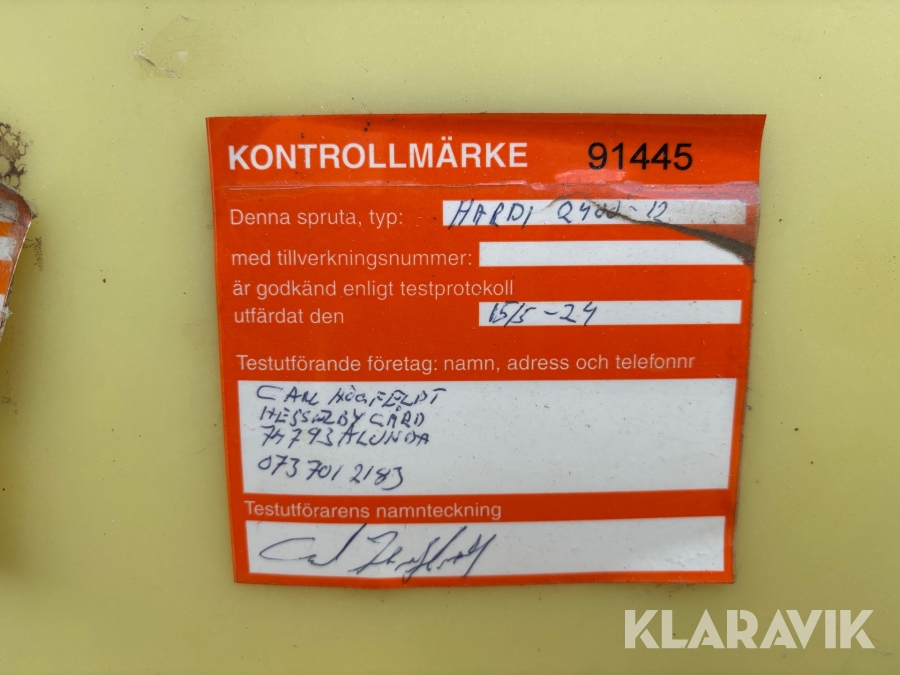 KONTROLLMÄRKE 91445
Denna spruta, typ: HARDI 2400-12
med tillverkningsnummer:
är godkänd enligt testprotokoll
utfärdat den 15/5-24
Testutförande företag: namn, adress och telefonnr
CARL HÖGFELDT
HESSELBY GÅRD
74793 ALUNDA
073 701 2183
Testutförarens namnteckning
KLARAVIK